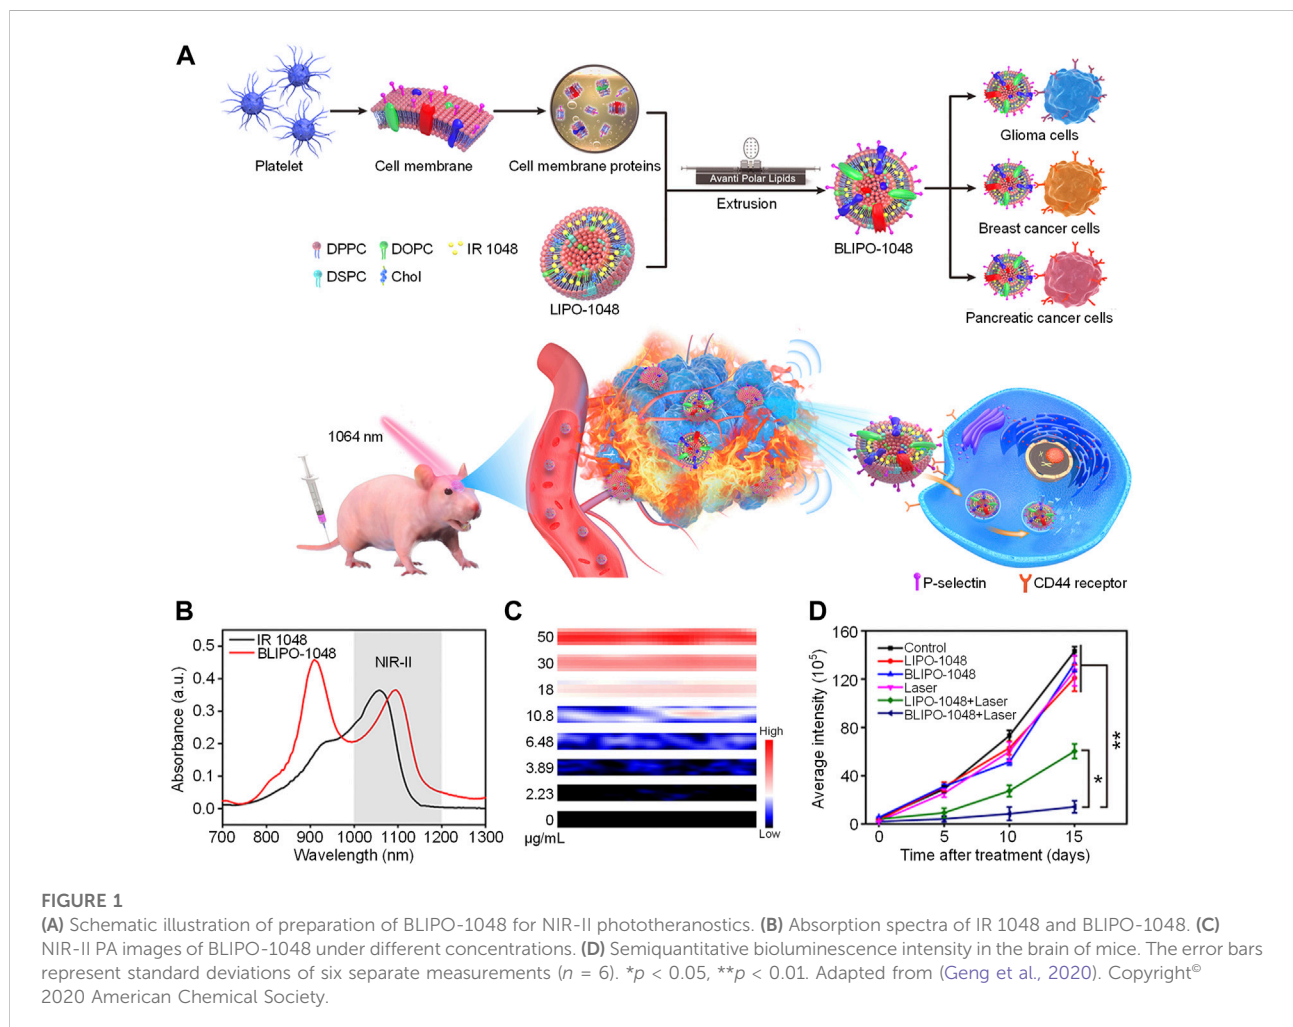 A
Platelet
Cell membrane
Cell membrane proteins
Avanti Polar Lipids
Extrusion
BLIPO-1048
Glioma cells
Breast cancer cells
Pancreatic cancer cells
DPPC DOPC IR 1048
DSPC Chol
LIPO-1048
1064 nm
P-selectin CD44 receptor
B
IR 1048
BLIPO-1048
NIR-II
Absorbance (a.u.)
0.5
0.4
0.3
0.2
0.1
0.0
700 800 900 1000 1100 1200 1300
Wavelength (nm)
C
50
30
18
10.8
6.48
3.89
2.23
0
µg/mL
High
Low
D
Control
LIPO-1048
BLIPO-1048
Laser
LIPO-1048+Laser
BLIPO-1048+Laser
Average intensity (10⁵)
160
120
80
40
0
0 5 10 15
Time after treatment (days)
*
**
FIGURE 1
(A) Schematic illustration of preparation of BLIPO-1048 for NIR-II phototheranostics. (B) Absorption spectra of IR 1048 and BLIPO-1048. (C)
NIR-II PA images of BLIPO-1048 under different concentrations. (D) Semiquantitative bioluminescence intensity in the brain of mice. The error bars
represent standard deviations of six separate measurements (n = 6). *p < 0.05, **p < 0.01. Adapted from (Geng et al., 2020). Copyright©
2020 American Chemical Society.